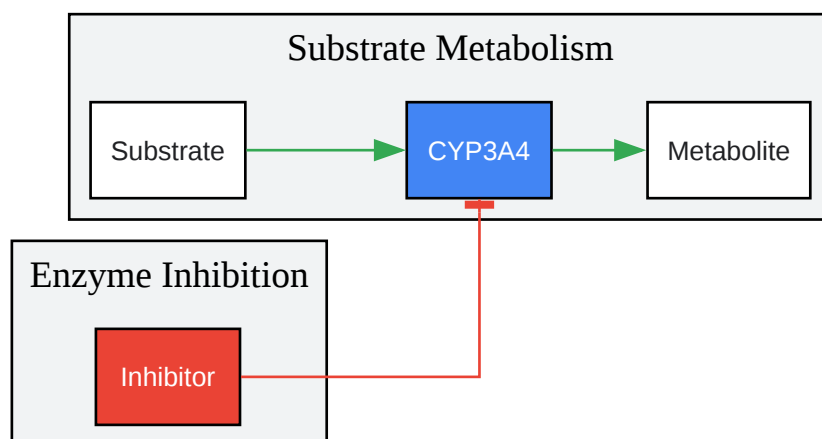 Substrate Metabolism
Substrate
CYP3A4
Metabolite
Enzyme Inhibition
Inhibitor